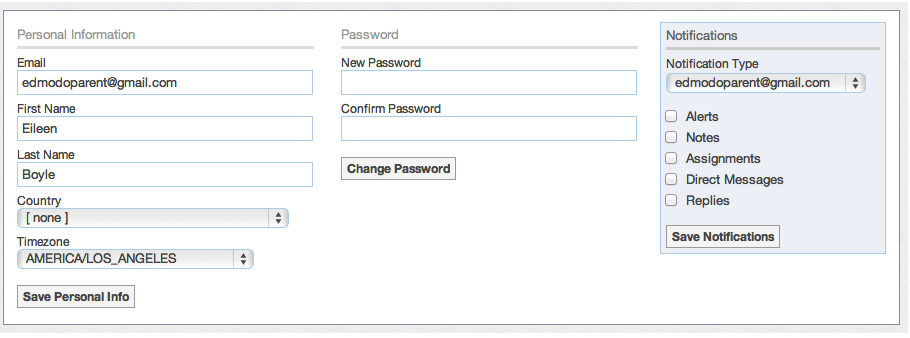 Personal Information
Email
edmodoparent@gmail.com
First Name
Eileen
Last Name
Boyle
Country
[ none ]
Timezone
AMERICA/LOS_ANGELES
Save Personal Info
Password
New Password
Confirm Password
Change Password
Notifications
Notification Type
edmodoparent@gmail.com
Alerts
Notes
Assignments
Direct Messages
Replies
Save Notifications